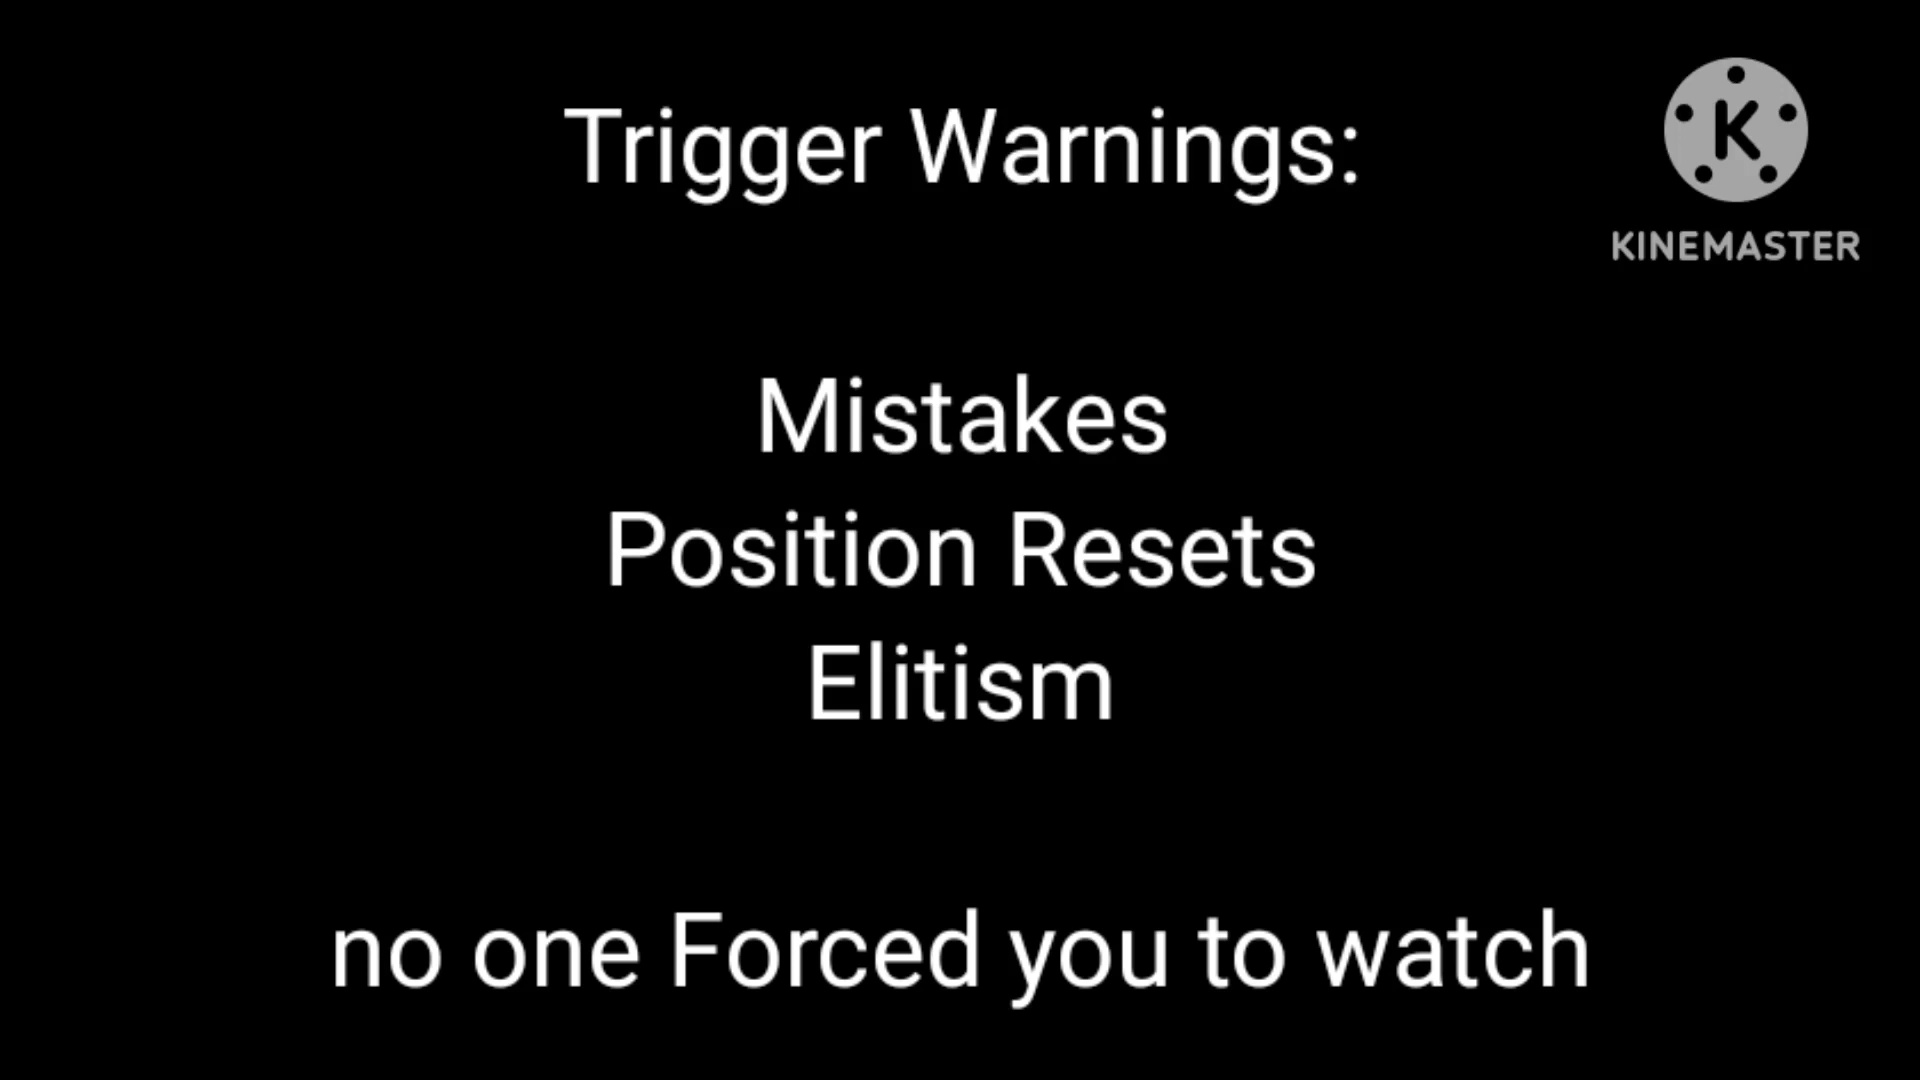 Trigger Warnings:
K
KINEMASTER
Mistakes
Position Resets
Elitism
no one Forced you to watch